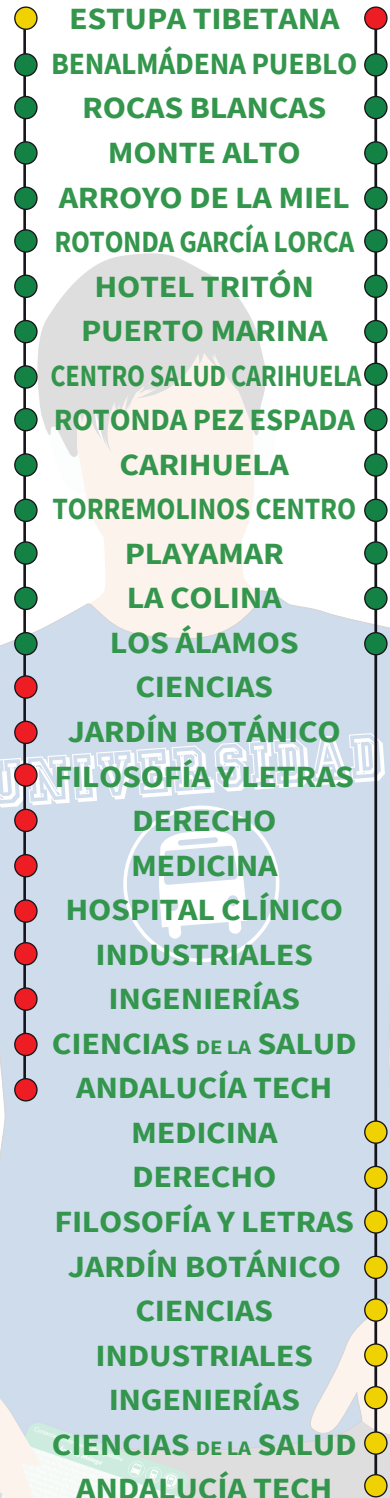 ESTUPA TIBETANA
BENALMÁDENA PUEBLO
ROCAS BLANCAS
MONTE ALTO
ARROYO DE LA MIEL
ROTONDA GARCÍA LORCA
HOTEL TRITÓN
PUERTO MARINA
CENTRO SALUD CARIHUELA
ROTONDA PEZ ESPADA
CARIHUELA
TORREMOLINOS CENTRO
PLAYAMAR
LA COLINA
LOS ÁLAMOS
CIENCIAS
JARDÍN BOTÁNICO
UNIVERSIDAD
FILOSOFÍA Y LETRAS
DERECHO
MEDICINA
HOSPITAL CLÍNICO
INDUSTRIALES
INGENIERÍAS
CIENCIAS DE LA SALUD
ANDALUCÍA TECH
MEDICINA
DERECHO
FILOSOFÍA Y LETRAS
JARDÍN BOTÁNICO
CIENCIAS
INDUSTRIALES
INGENIERÍAS
CIENCIAS DE LA SALUD
ANDALUCÍA TECH